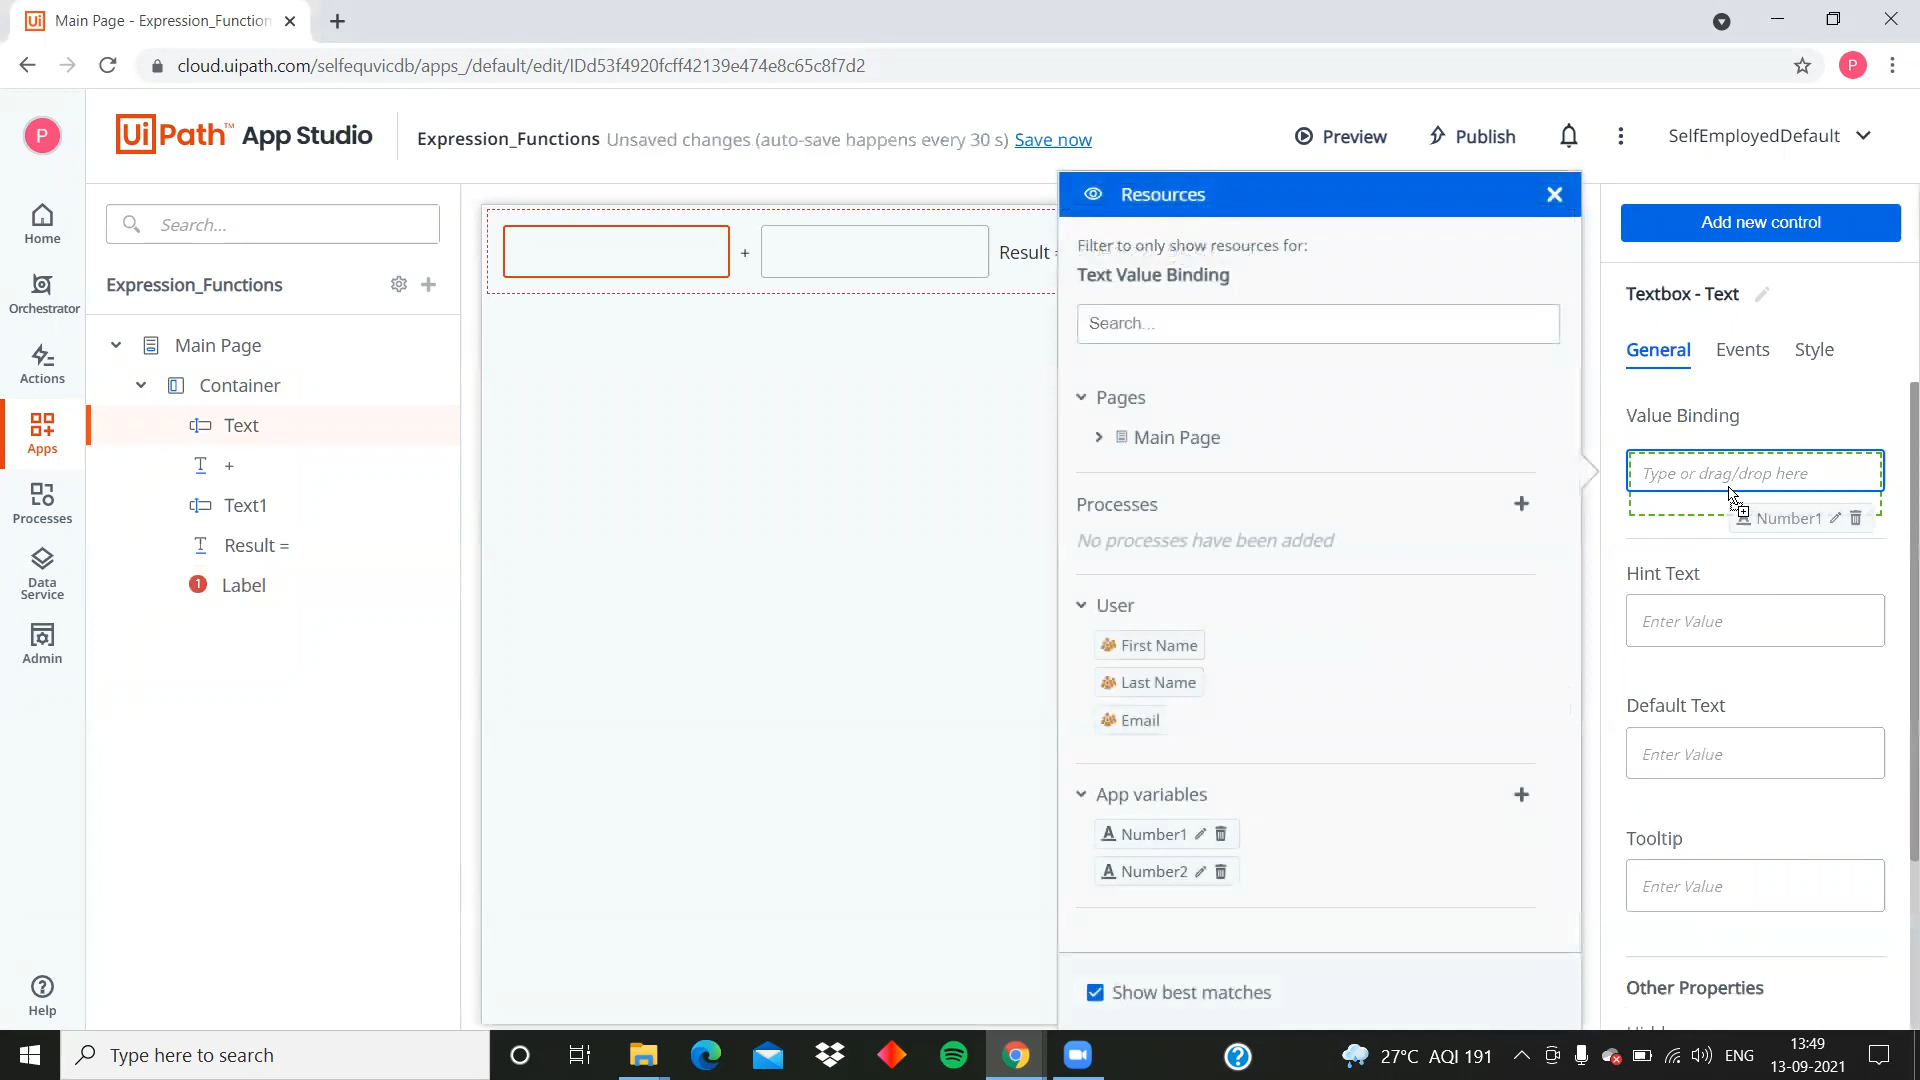 Main Page - Expression_Function
cloud.uipath.com/selfequvicdb/apps_/default/edit/IDd53f4920fcff42139e474e8c65c8f7d2
P
P
UiPath™ App Studio
Expression_Functions Unsaved changes (auto-save happens every 30 s) Save now
Preview
Publish
SelfEmployedDefault
Home
Orchestrator
Actions
Apps
Processes
Data
Service
Admin
Help
Search...
Expression_Functions
Main Page
Container
Text
+
Text1
Result =
1 Label
+
Result =
Resources
Filter to only show resources for:
Text Value Binding
Search...
Pages
Main Page
Processes
No processes have been added
User
First Name
Last Name
Email
App variables
Number1
Number2
Show best matches
Add new control
Textbox - Text
General Events Style
Value Binding
Type or drag/drop here
Number1
Hint Text
Enter Value
Default Text
Enter Value
Tooltip
Enter Value
Other Properties
Type here to search
27°C AQI 191
ENG
13:49
13-09-2021